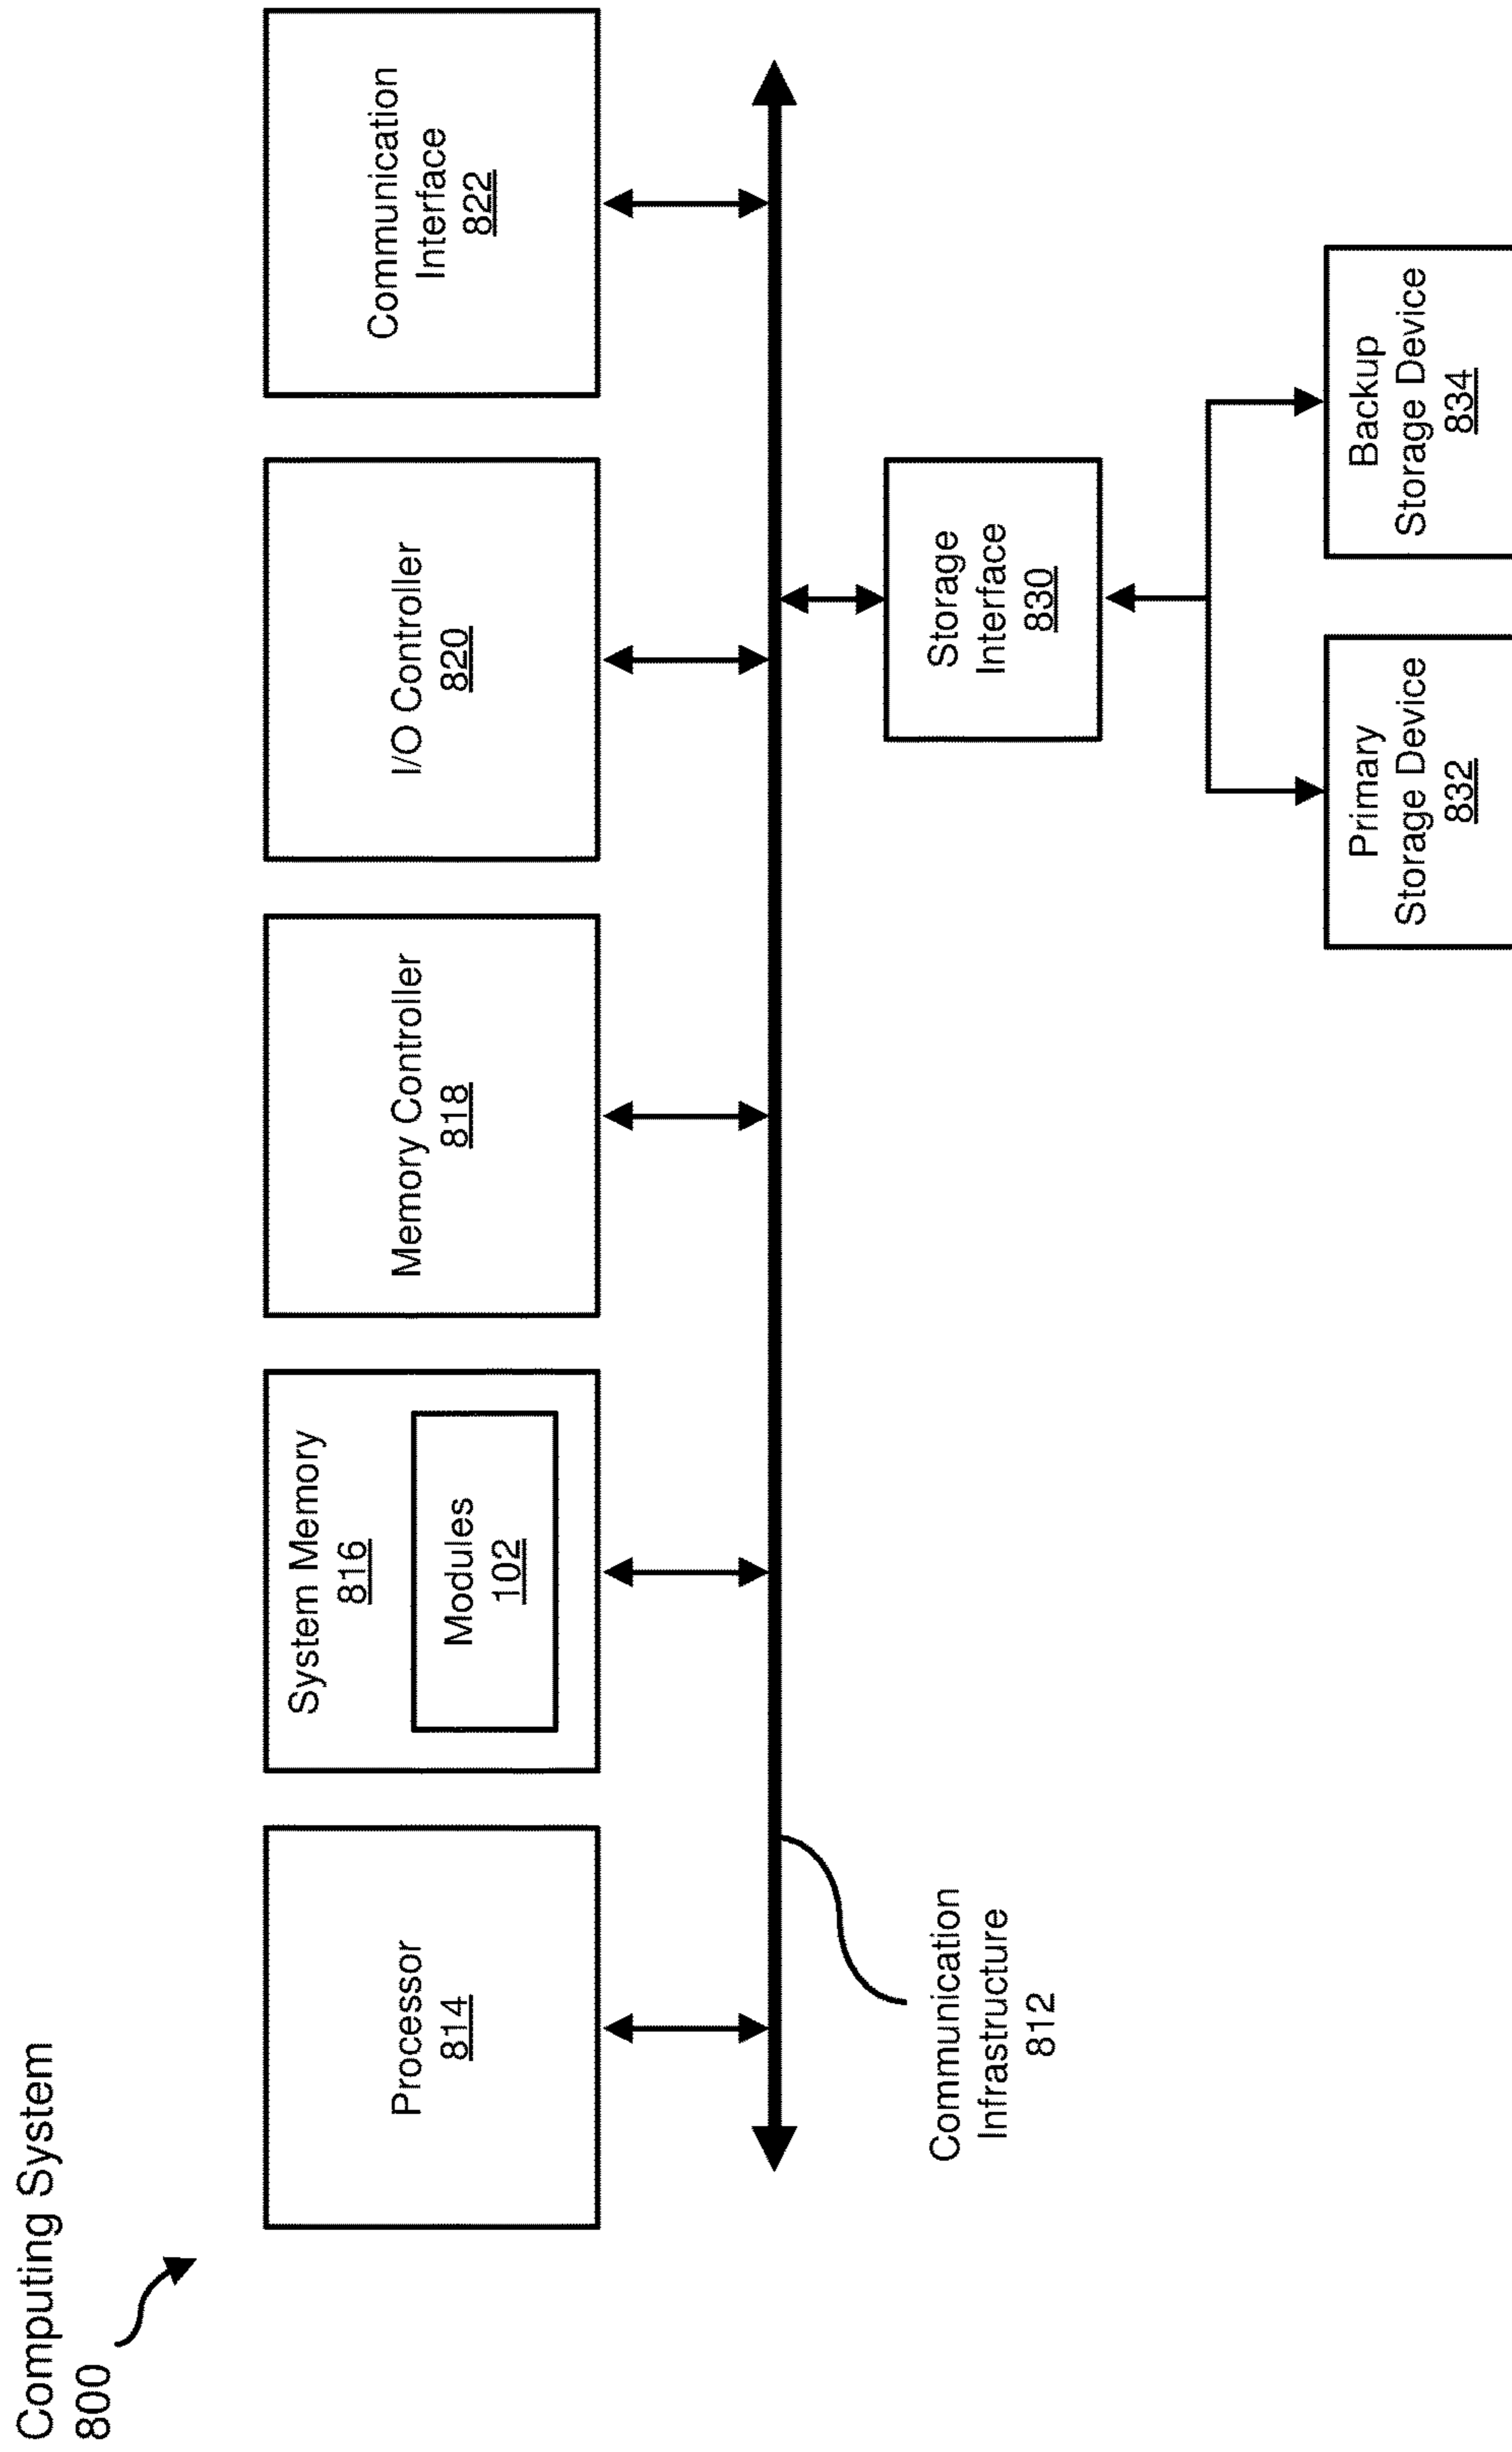 Computing System
800
Processor
814
System Memory
816
Modules
102
Memory Controller
818
I/O Controller
820
Communication
Interface
822
Communication
Infrastructure
812
Storage
Interface
830
Primary
Storage Device
832
Backup
Storage Device
834